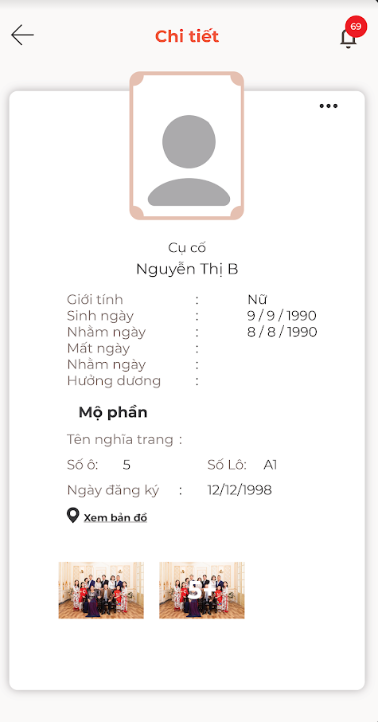 Chi tiết
69
Cụ cố
Nguyễn Thị B
Giới tính : Nữ
Sinh ngày : 9 / 9 / 1990
Nhằm ngày : 8 / 8 / 1990
Mất ngày :
Nhằm ngày :
Hưởng dương :
Mộ phần
Tên nghĩa trang :
Số ô: 5 Số Lô: A1
Ngày đăng ký : 12/12/1998
Xem bản đồ